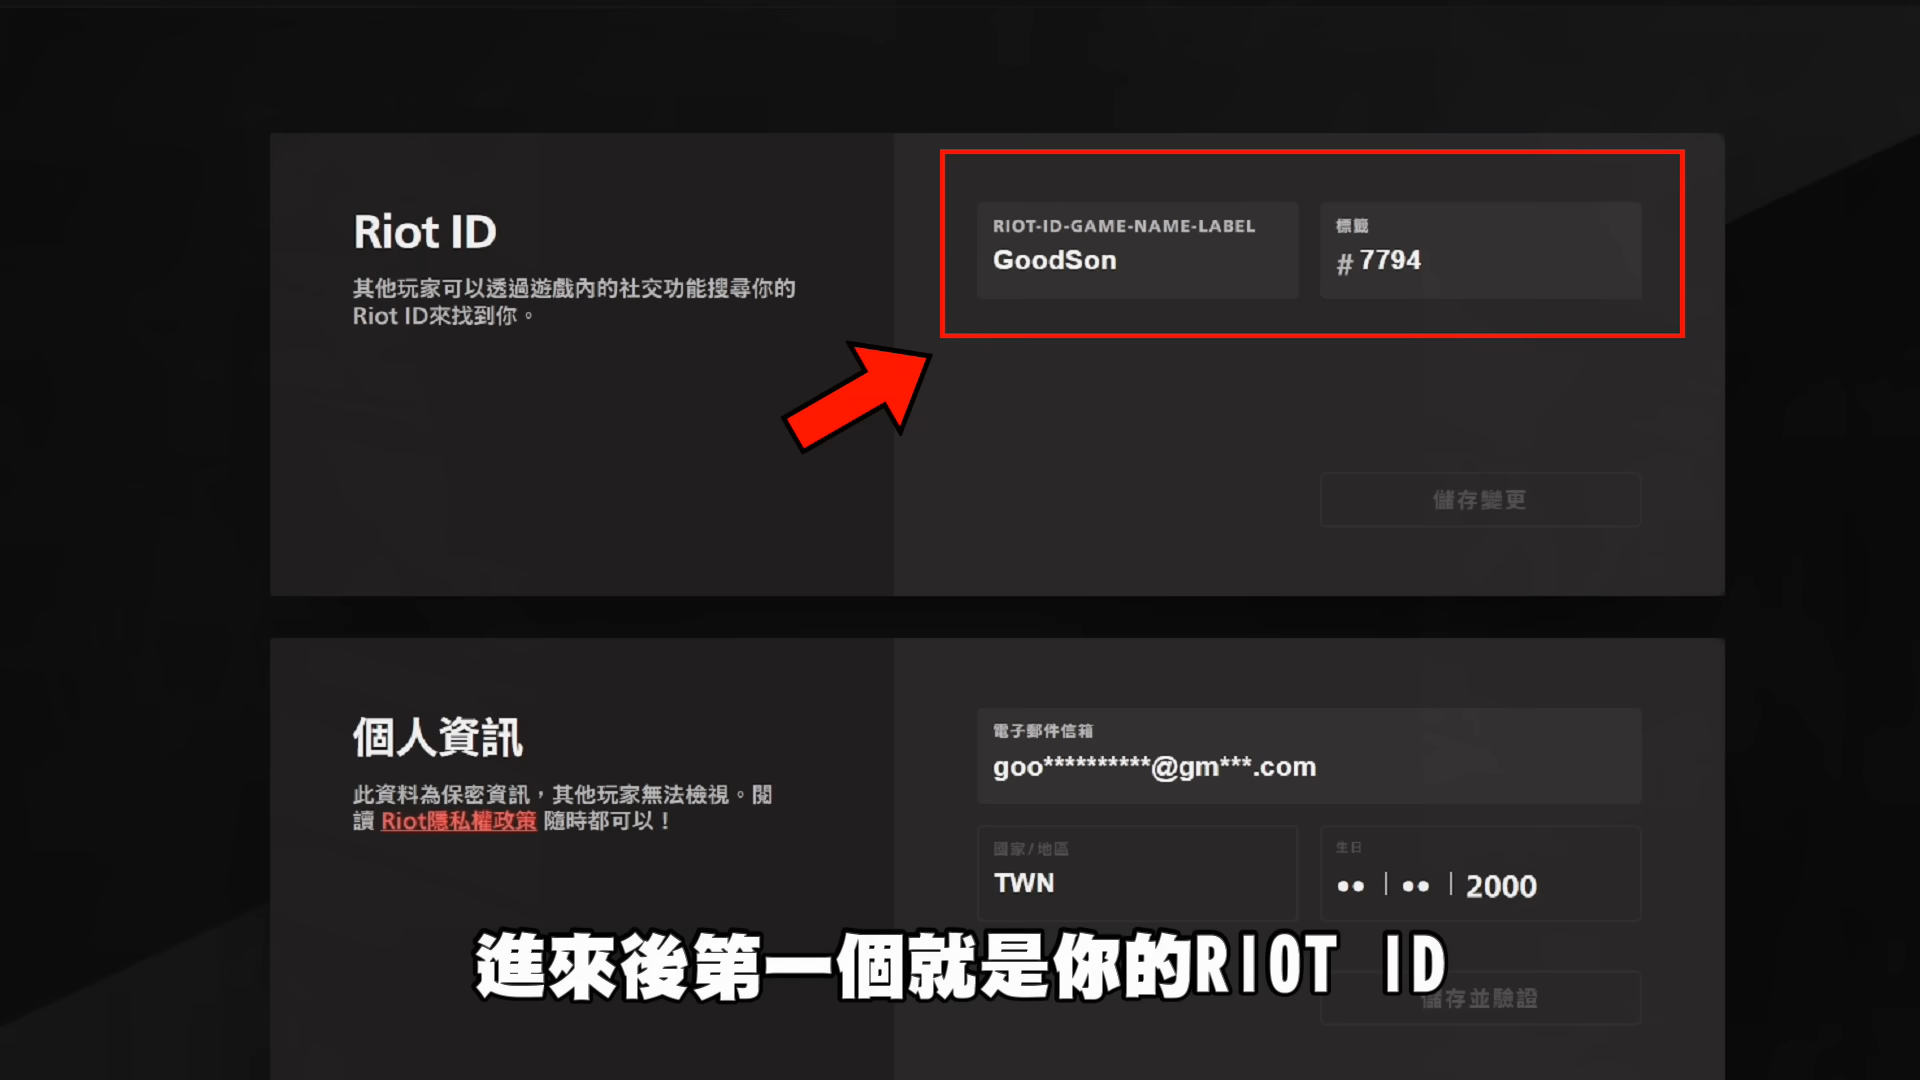 Riot ID
其他玩家可以透過遊戲內的社交功能搜尋你的
Riot ID來找到你。
RIOT-ID-GAME-NAME-LABEL
GoodSon
標籤
# 7794
儲存變更
個人資訊
此資料為保密資訊，其他玩家無法檢視。閱
讀 Riot隱私權政策 隨時都可以！
電子郵件信箱
goo**********@gm***.com
國家/地區
TWN
生日
•• | •• | 2000
儲存並驗證
進來後第一個就是你的RIOT ID